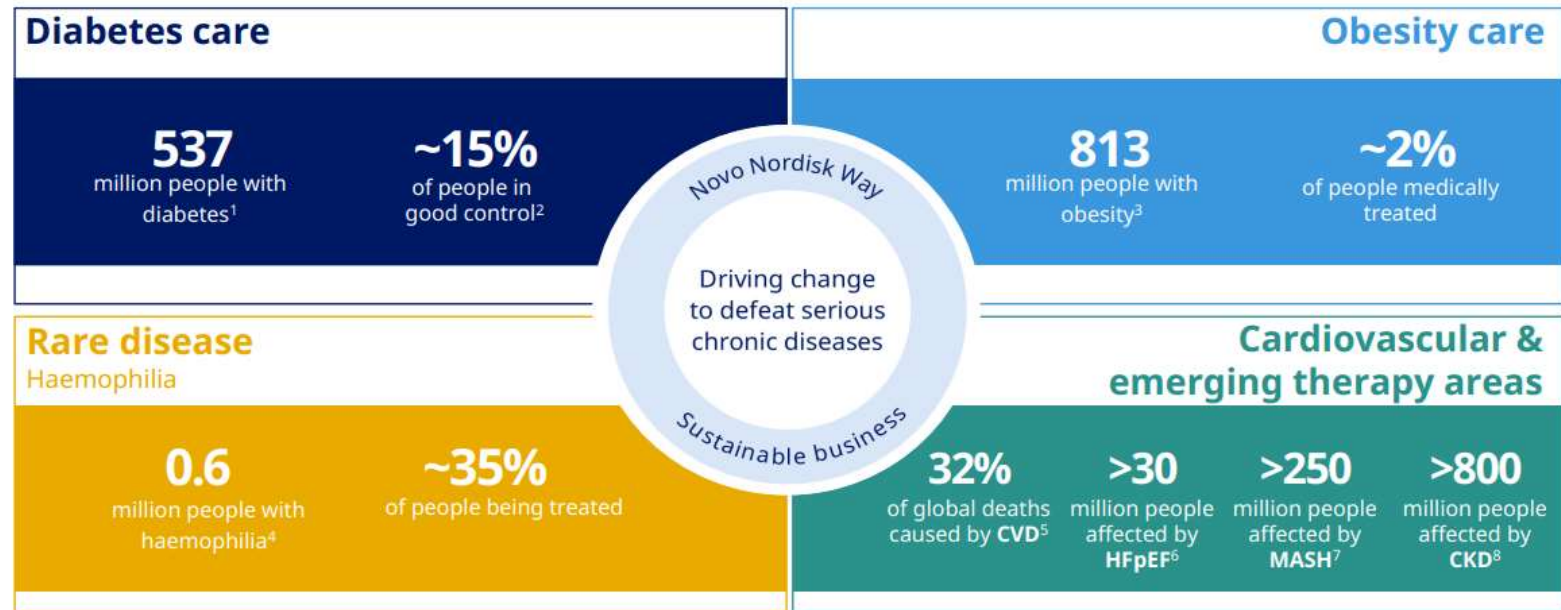 Diabetes care
537
million people with
diabetes¹
~15%
of people in
good control²
Obesity care
813
million people with
obesity³
~2%
of people medically
treated
Novo Nordisk Way
Driving change
to defeat serious
chronic diseases
Sustainable business
Rare disease
Haemophilia
0.6
million people with
haemophilia⁴
~35%
of people being treated
Cardiovascular &
emerging therapy areas
32%
of global deaths
caused by CVD⁵
>30
million people
affected by
HFpEF⁶
>250
million people
affected by
MASH⁷
>800
million people
affected by
CKD⁸